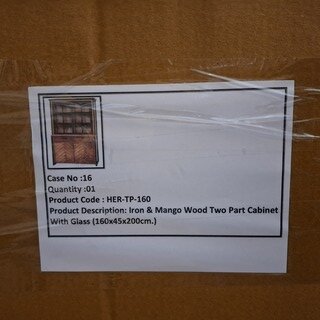 Case No :16
Quantity :01
Product Code : HER-TP-160
Product Description: Iron & Mango Wood Two Part Cabinet
With Glass (160x45x200cm.)